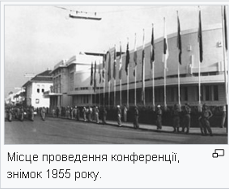 Місце проведення конференції,
знімок 1955 року.